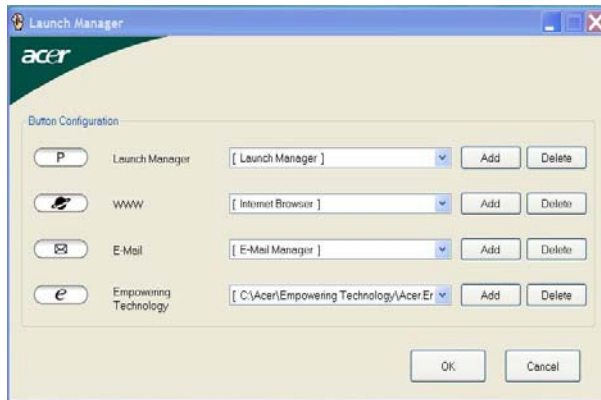 Launch Manager
acer
Button Configuration
P Launch Manager [ Launch Manager ] Add Delete
WWW [ Internet Browser ] Add Delete
E-Mail [ E-Mail Manager ] Add Delete
e Empowering Technology [ C:\Acer\Empowering Technology\Acer.Er Add Delete
OK Cancel